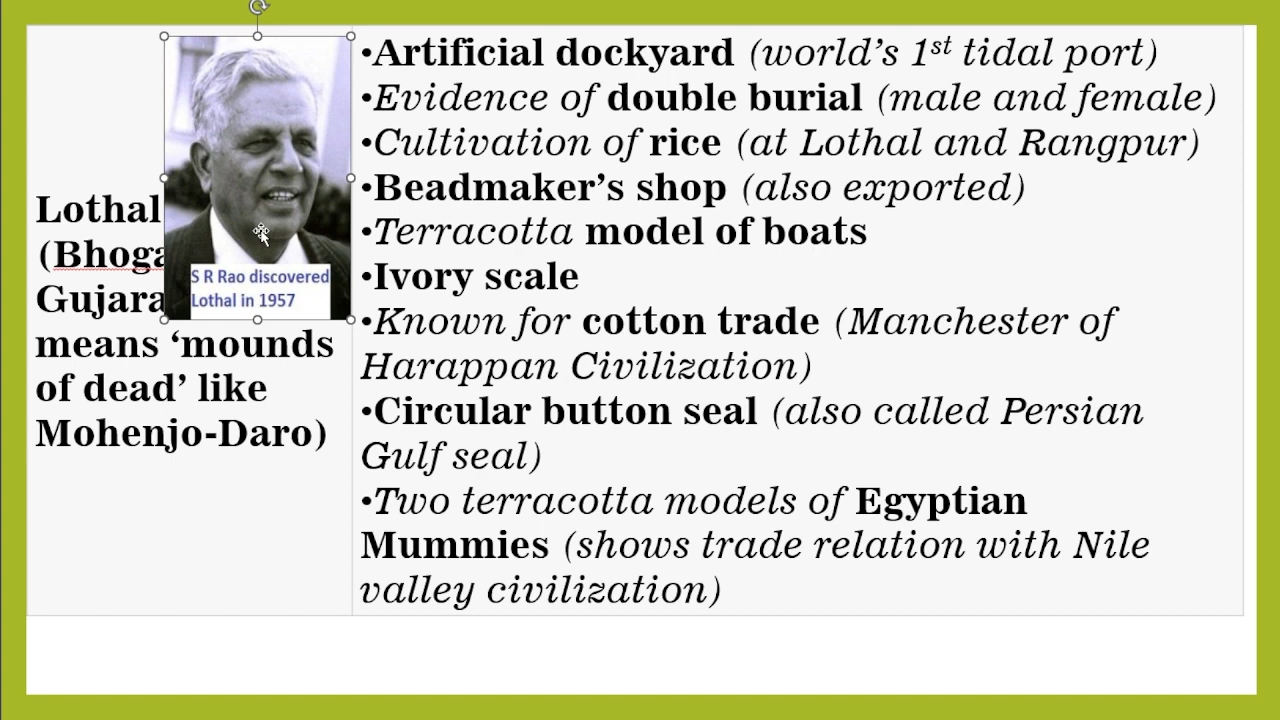 Lothal
(Bhoga
Gujara
means ‘mounds
of dead’ like
Mohenjo-Daro)
S R Rao discovered
Lothal in 1957
•Artificial dockyard (world’s 1st tidal port)
•Evidence of double burial (male and female)
•Cultivation of rice (at Lothal and Rangpur)
•Beadmaker’s shop (also exported)
•Terracotta model of boats
•Ivory scale
•Known for cotton trade (Manchester of
Harappan Civilization)
•Circular button seal (also called Persian
Gulf seal)
•Two terracotta models of Egyptian
Mummies (shows trade relation with Nile
valley civilization)